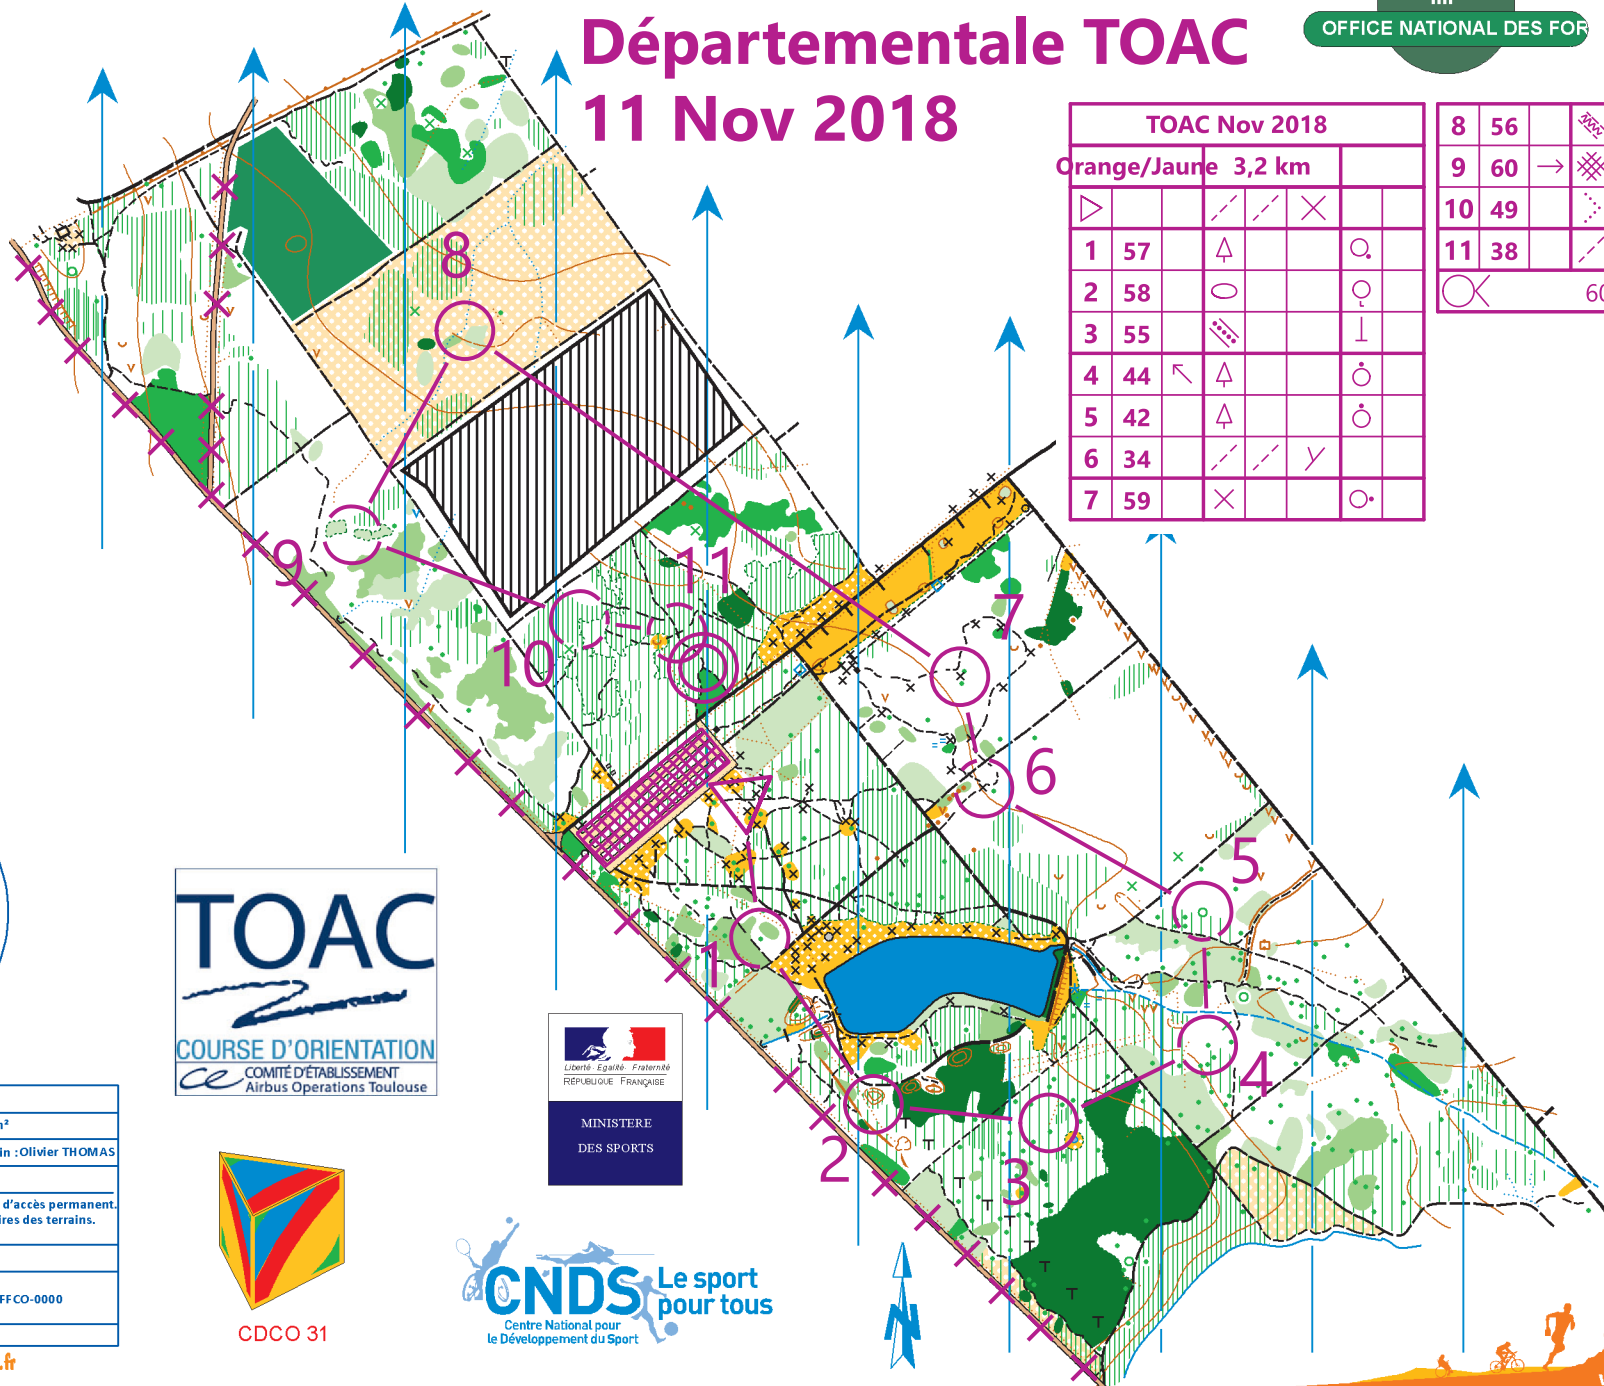 Départementale TOAC
11 Nov 2018
OFFICE NATIONAL DES FOR
TOAC Nov 2018
Orange/Jaune 3,2 km
1 57
2 58
3 55
4 44
5 42
6 34
7 59
8 56
9 60
10 49
11 38
60
8
9
10
11
7
6
5
4
3
2
1
TOAC
COURSE D'ORIENTATION
ce COMITÉ D'ÉTABLISSEMENT
Airbus Operations Toulouse
Liberté · Egalité · Fraternité
RÉPUBLIQUE FRANÇAISE
MINISTERE
DES SPORTS
in :Olivier THOMAS
d'accès permanent.
ires des terrains.
FFCO-0000
.fr
CDCO 31
CNDS Le sport
pour tous
Centre National pour
le Développement du Sport
N